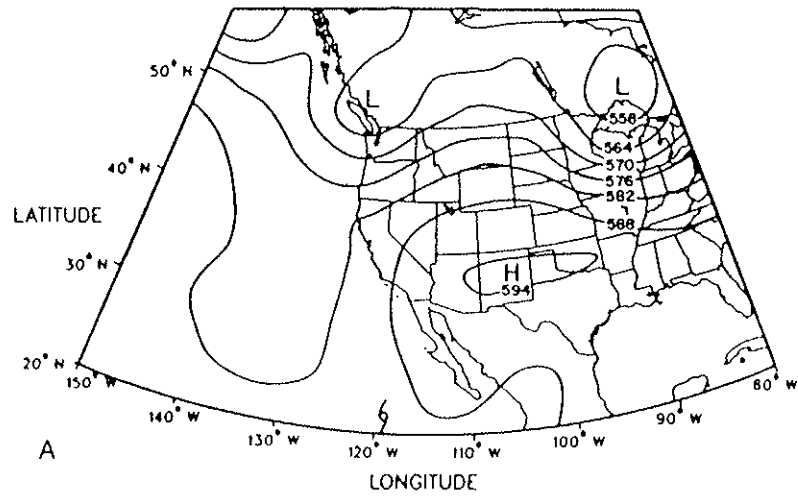 50° N
L
L
558
564
40° N
570
576
582
LATITUDE
588
30° N
H
594
20° N
150° W
80° W
140° W
90° W
130° W
100° W
120° W
110° W
A
LONGITUDE